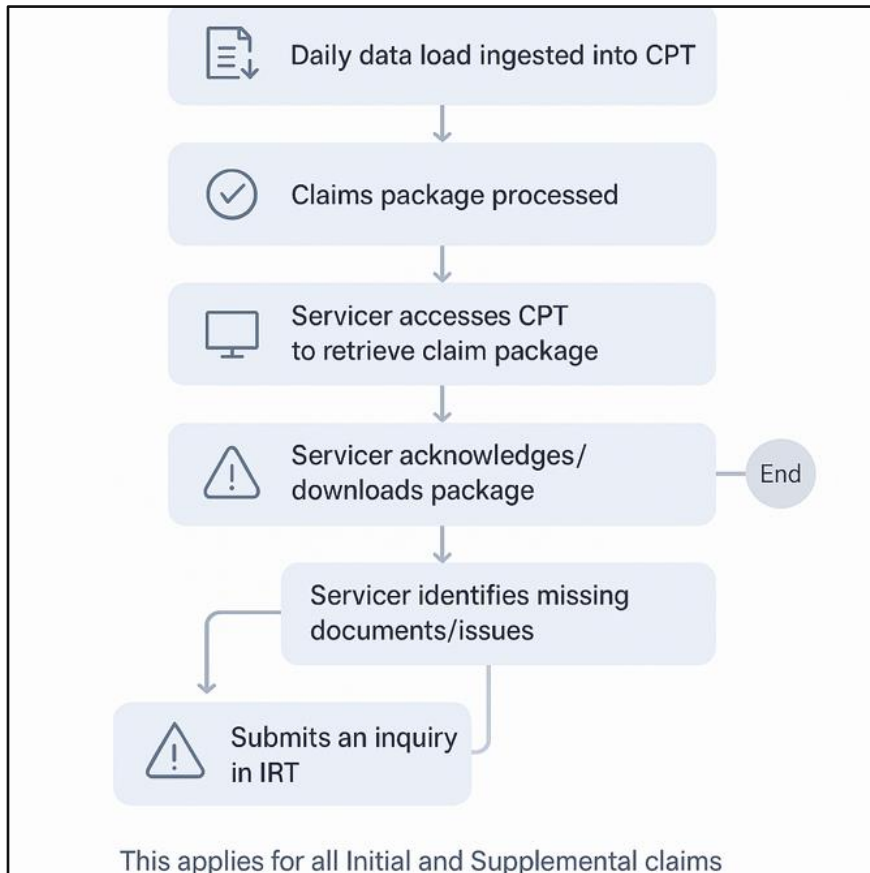 Daily data load ingested into CPT
Claims package processed
Servicer accesses CPT
to retrieve claim package
Servicer acknowledges/
downloads package
End
Servicer identifies missing
documents/issues
Submits an inquiry
in IRT
This applies for all Initial and Supplemental claims